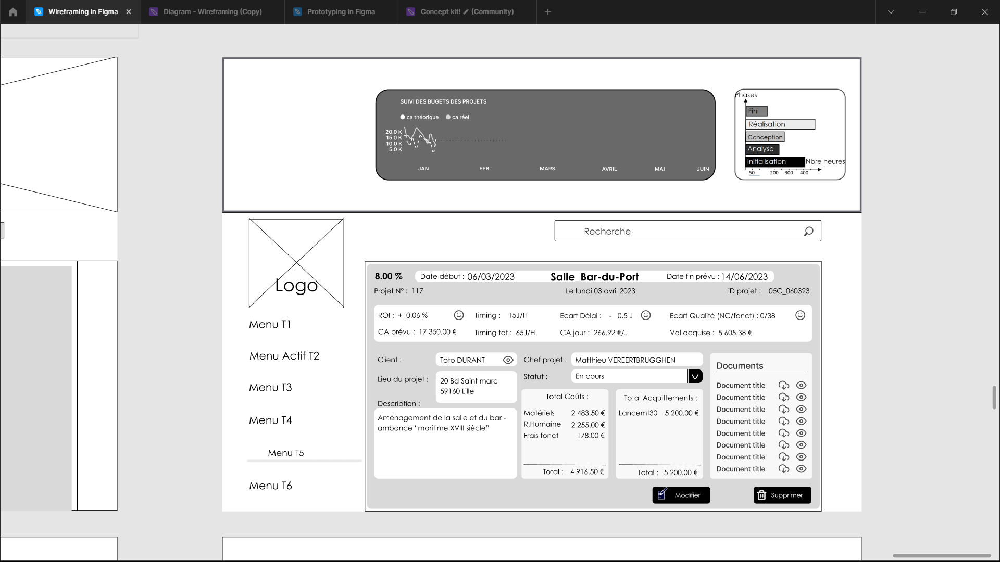 Wireframing in Figma
Diagram - Wireframing (Copy)
Prototyping in Figma
Concept kit! (Community)
SUIVI DES BUGETS DES PROJETS
ca théorique
ca réel
20.0 K
15.0 K
10.0 K
5.0 K
JAN
FEB
MARS
AVRIL
MAI
JUIN
Phases
Fini
Réalisation
Conception
Analyse
Initialisation
Nbre heures
50
200
300
400
Logo
Menu T1
Menu Actif T2
Menu T3
Menu T4
Menu T5
Menu T6
Recherche
8.00 %
Date début : 06/03/2023
Salle_Bar-du-Port
Date fin prévu : 14/06/2023
Projet N° : 117
Le lundi 03 avril 2023
iD projet : 05C_060323
ROI : + 0.06 %
Timing : 15J/H
Ecart Délai : - 0.5 J
Ecart Qualité (NC/fonct) : 0/38
CA prévu : 17 350.00 €
Timing tot : 65J/H
CA jour : 266.92 €/J
Val acquise : 5 605.38 €
Client :
Toto DURANT
Lieu du projet :
20 Bd Saint marc
59160 Lille
Description :
Aménagement de la salle et du bar -
ambance “maritime XVIII siècle”
Chef projet :
Matthieu VEREERTBRUGGHEN
Statut :
En cours
Total Coûts :
Matériels 2 483.50 €
R.Humaine 2 255.00 €
Frais fonct 178.00 €
Total : 4 916.50 €
Total Acquittements :
Lancemt30 5 200.00 €
Total : 5 200.00 €
Documents
Document title
Document title
Document title
Document title
Document title
Document title
Document title
Document title
Modifier
Supprimer